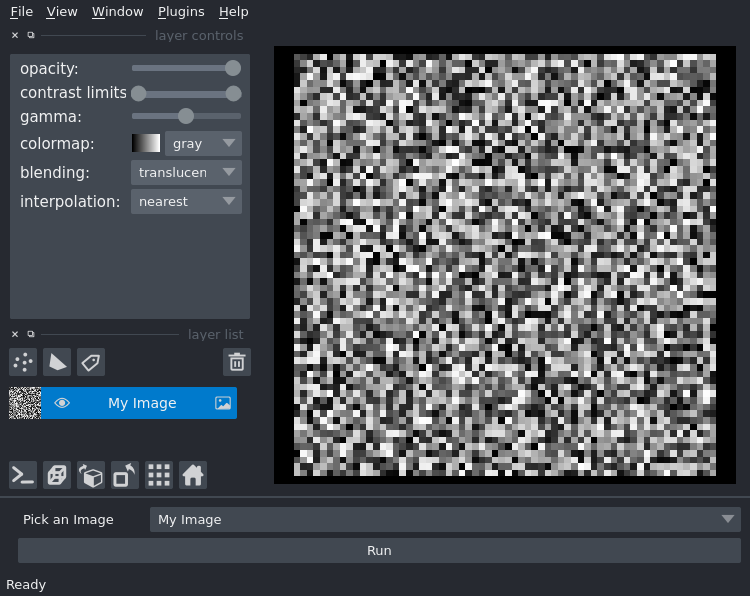 File View Window Plugins Help
layer controls
opacity:
contrast limits
gamma:
colormap: gray
blending: translucen
interpolation: nearest
layer list
My Image
Pick an Image My Image
Run
Ready